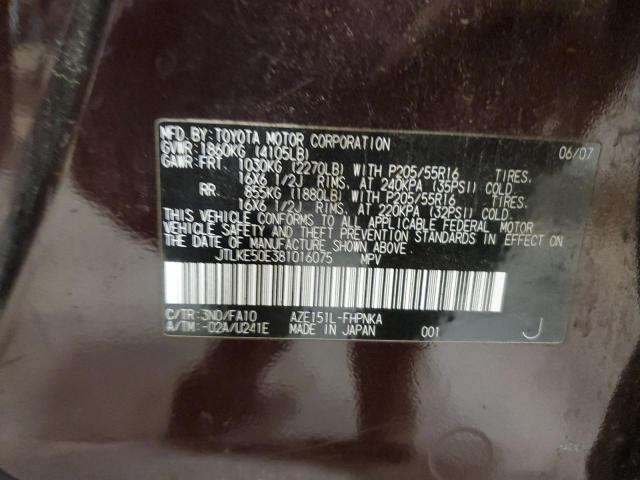 MFD. BY: TOYOTA MOTOR CORPORATION 06/07
GVWR: 1860KG (4105LB)
GAWR: FRT 1030KG (2270LB) WITH P205/55R16 TIRES,
16X6 1/2J RIMS, AT 240KPA (35PSI) COLD.
RR 855KG (1880LB) WITH P205/55R16 TIRES,
16X6 1/2J RIMS, AT 220KPA (32PSI) COLD.
THIS VEHICLE CONFORMS TO ALL APPLICABLE FEDERAL MOTOR
VEHICLE SAFETY AND THEFT PREVENTION STANDARDS IN EFFECT ON
THE DATE OF MANUFACTURE SHOWN ABOVE.
JTLKE50E381016075 MPV
C/TR: 3N0/FA10 AZE151L-FHPNKA
A/TM: -02A/U241E MADE IN JAPAN 001 J